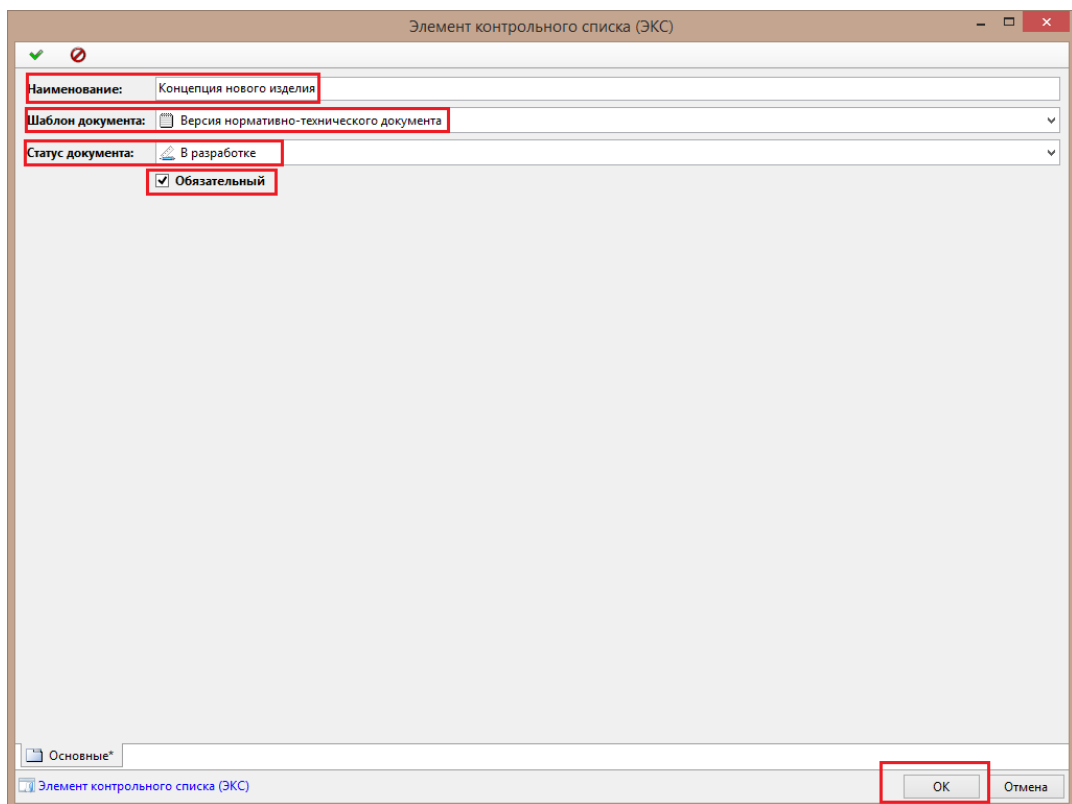 Элемент контрольного списка (ЭКС)
Наименование: Концепция нового изделия
Шаблон документа: Версия нормативно-технического документа
Статус документа: В разработке
Обязательный
Основные*
Элемент контрольного списка (ЭКС)
ОК Отмена